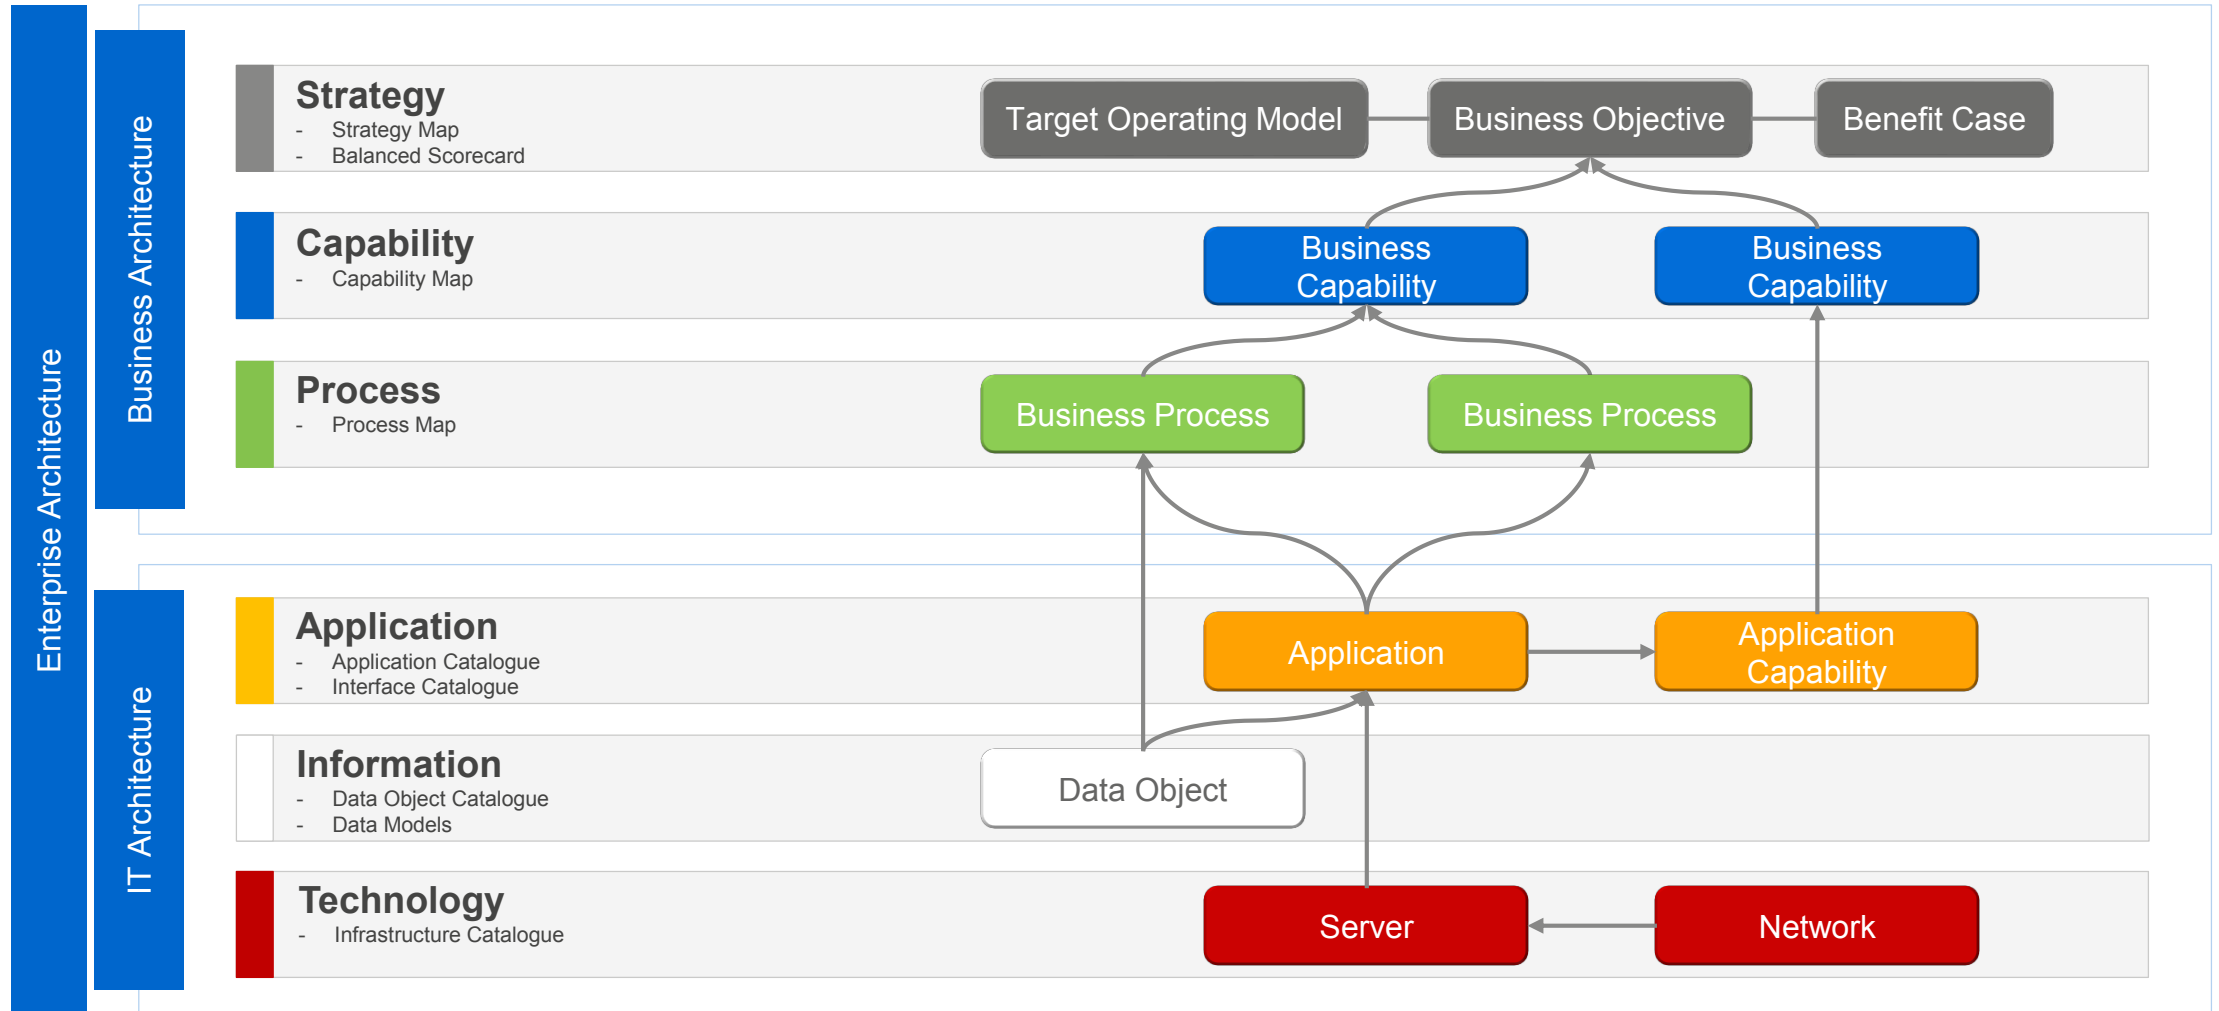 Enterprise Architecture
Business Architecture
Strategy
- Strategy Map
- Balanced Scorecard
Target Operating Model
Business Objective
Benefit Case
Capability
- Capability Map
Business
Capability
Business
Capability
Process
- Process Map
Business Process
Business Process
IT Architecture
Application
- Application Catalogue
- Interface Catalogue
Application
Application
Capability
Information
- Data Object Catalogue
- Data Models
Data Object
Technology
- Infrastructure Catalogue
Server
Network